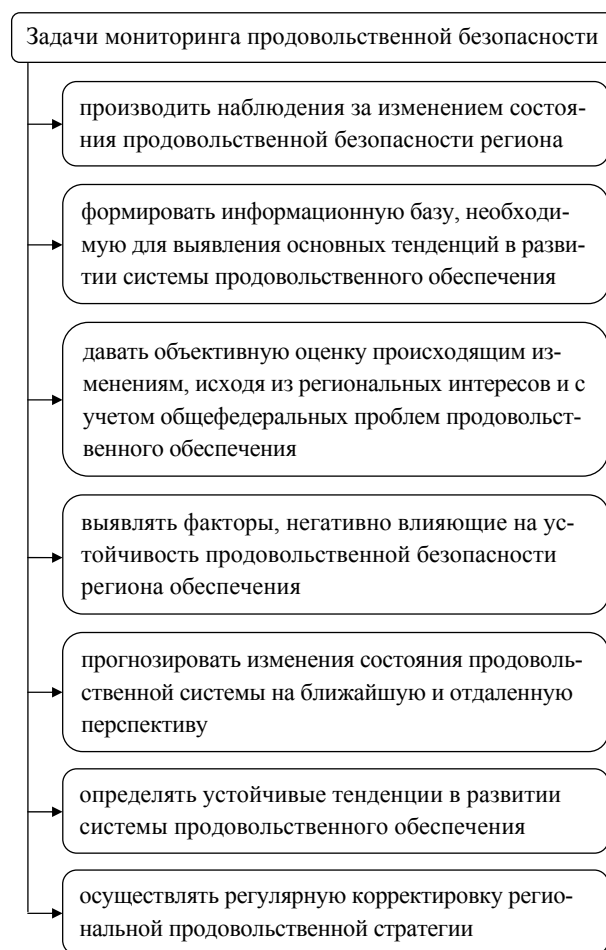 Задачи мониторинга продовольственной безопасности
производить наблюдения за изменением состоя-
ния продовольственной безопасности региона
формировать информационную базу, необходи-
мую для выявления основных тенденций в разви-
тии системы продовольственного обеспечения
давать объективную оценку происходящим из-
менениям, исходя из региональных интересов и с
учетом общефедеральных проблем продовольст-
венного обеспечения
выявлять факторы, негативно влияющие на ус-
тойчивость продовольственной безопасности
региона обеспечения
прогнозировать изменения состояния продоволь-
ственной системы на ближайшую и отдаленную
перспективу
определять устойчивые тенденции в развитии
системы продовольственного обеспечения
осуществлять регулярную корректировку регио-
нальной продовольственной стратегии